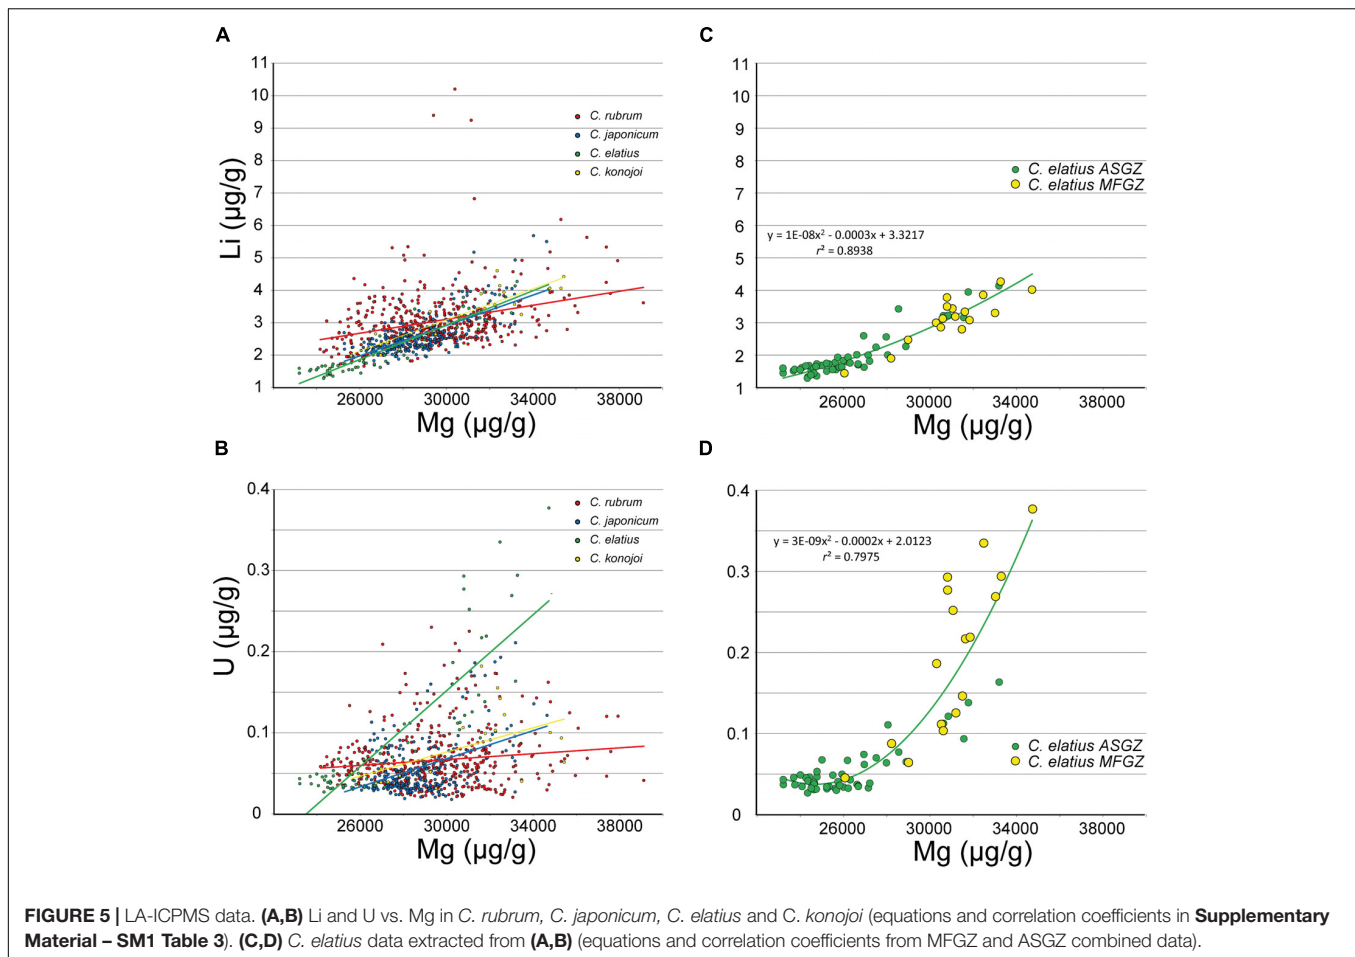 A
11
10
9
8
7
6
5
4
3
2
1
Li (µg/g)
C. rubrum
C. japonicum
C. elatius
C. konojoi
26000 30000 34000 38000
Mg (µg/g)
C
11
10
9
8
7
6
5
4
3
2
1
C. elatius ASGZ
C. elatius MFGZ
y = 1E-08x² - 0.0003x + 3.3217
r² = 0.8938
26000 30000 34000 38000
Mg (µg/g)
B
0.4
0.3
0.2
0.1
0
U (µg/g)
C. rubrum
C. japonicum
C. elatius
C. konojoi
26000 30000 34000 38000
Mg (µg/g)
D
0.4
0.3
0.2
0.1
0
y = 3E-09x² - 0.0002x + 2.0123
r² = 0.7975
C. elatius ASGZ
C. elatius MFGZ
26000 30000 34000 38000
Mg (µg/g)
FIGURE 5 | LA-ICPMS data. (A,B) Li and U vs. Mg in C. rubrum, C. japonicum, C. elatius and C. konojoi (equations and correlation coefficients in Supplementary
Material – SM1 Table 3). (C,D) C. elatius data extracted from (A,B) (equations and correlation coefficients from MFGZ and ASGZ combined data).